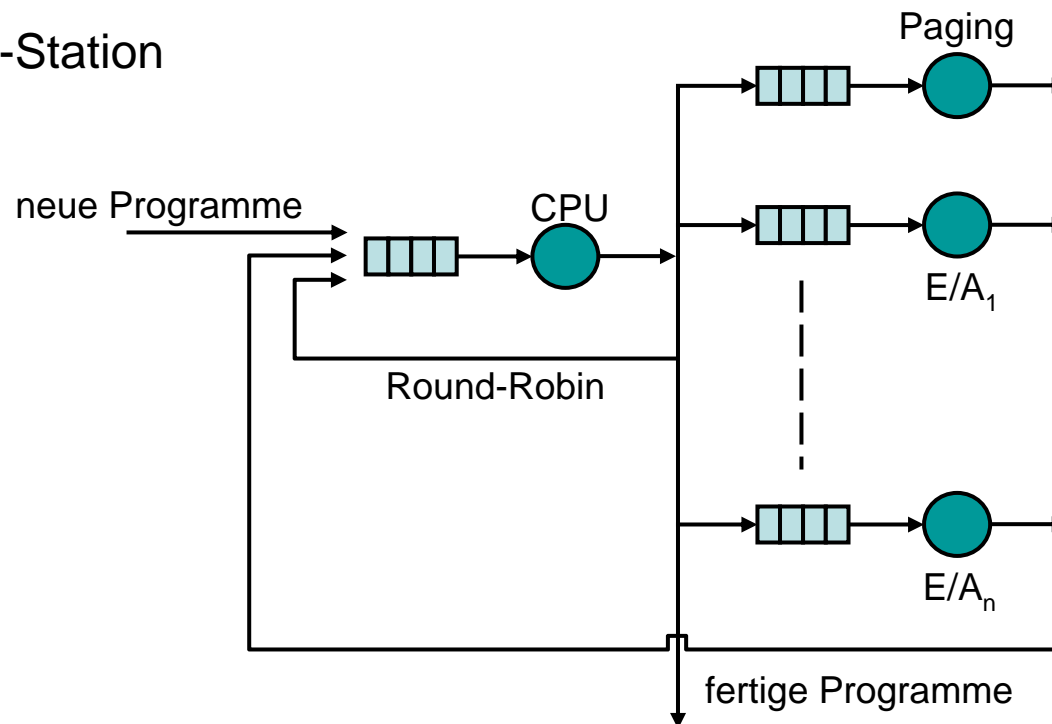 -Station
Paging
neue Programme
CPU
E/A1
Round-Robin
E/An
fertige Programme